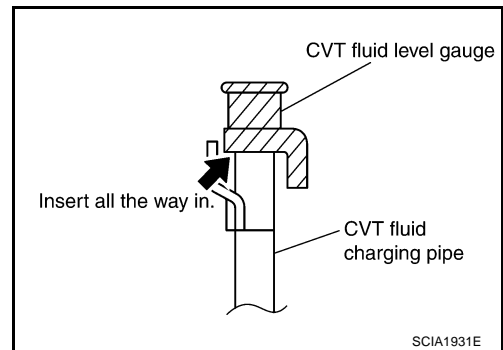 CVT fluid level gauge
Insert all the way in.
CVT fluid
charging pipe
SCIA1931E